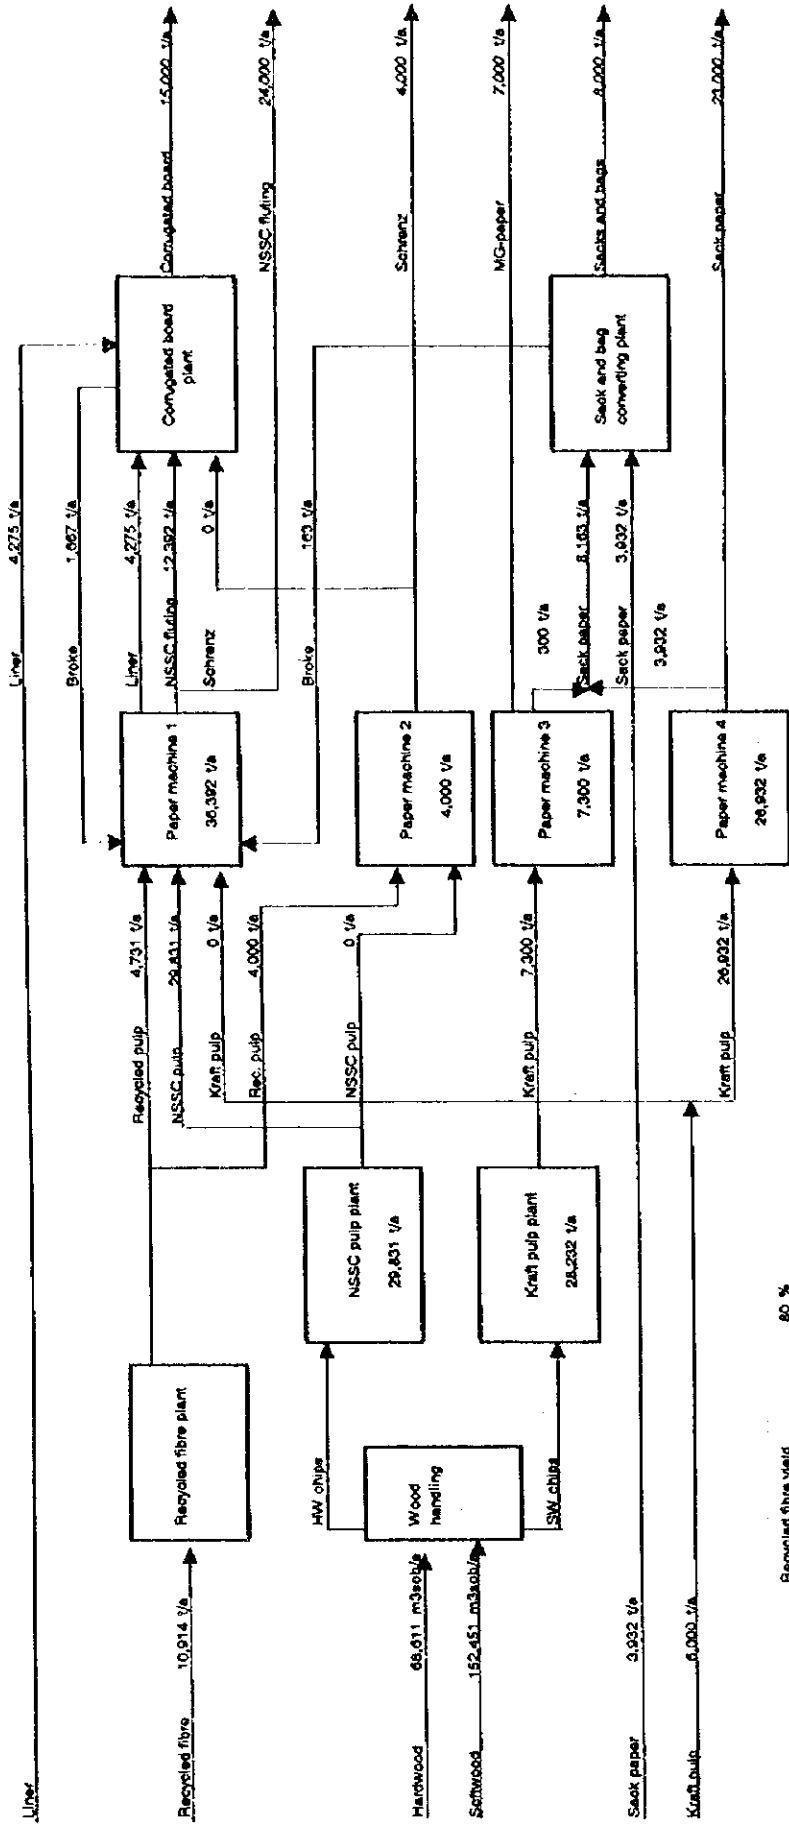 Liner
4,275 t/a
Liner
1,667 t/a
Broke
15,000 t/a
Corrugated board
Corrugated board
plant
4,275 t/a
Liner
12,392 t/a
NSSC fluting
0 t/a
Schrenz
24,000 t/a
NSSC fluting
Paper machine 1
36,392 t/a
4,731 t/a
Recycled pulp
29,831 t/a
NSSC pulp
0 t/a
Kraft pulp
4,000 t/a
Rec. pulp
Recycled fibre plant
Recycled fibre
10,914 t/a
163 t/a
Broke
4,000 t/a
Schrenz
Paper machine 2
4,000 t/a
0 t/a
NSSC pulp
NSSC pulp plant
29,831 t/a
HW chips
Wood
handling
Hardwood
68,611 m3sob/a
Softwood
152,451 m3sob/a
SW chips
Kraft pulp plant
28,232 t/a
7,300 t/a
Kraft pulp
Paper machine 3
7,300 t/a
7,000 t/a
MG-paper
300 t/a
8,163 t/a
Sack paper
3,932 t/a
Sack paper
3,932 t/a
Sack and bag
converting plant
8,000 t/a
Sacks and bags
23,000 t/a
Sack paper
Paper machine 4
26,932 t/a
26,932 t/a
Kraft pulp
Sack paper
3,932 t/a
Kraft pulp
6,000 t/a
Recycled fibre yield
80 %